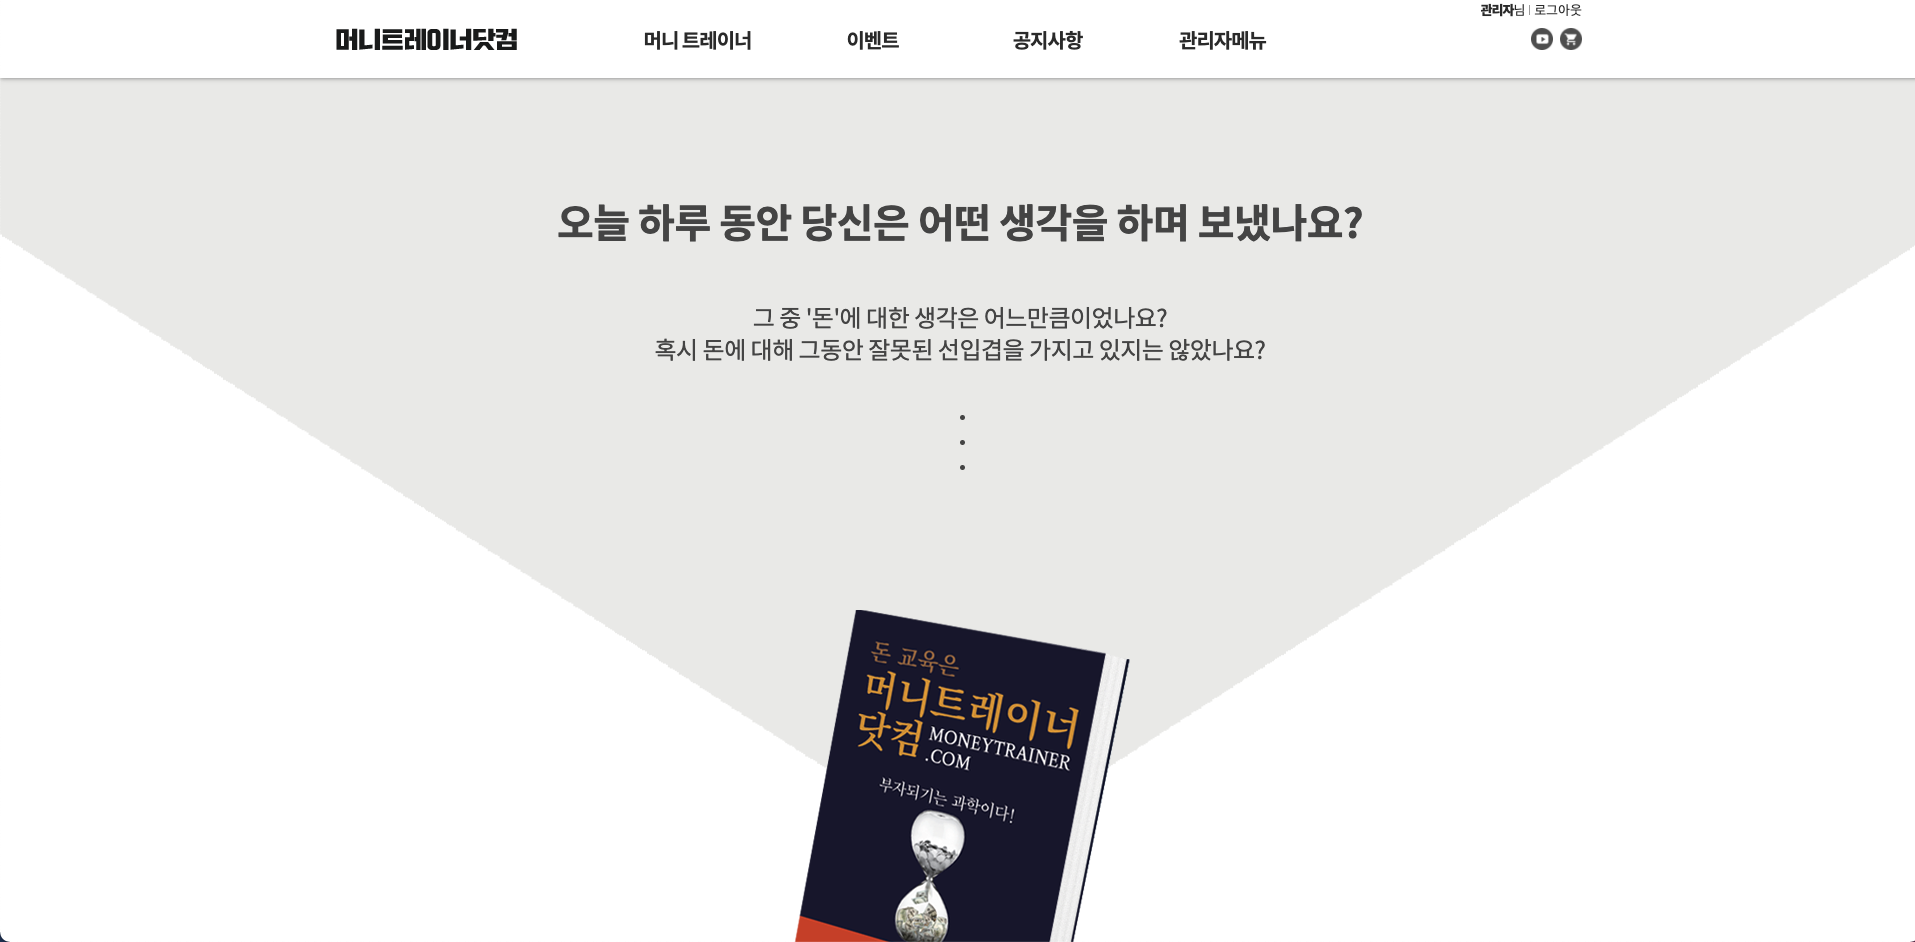 관리자님 | 로그아웃
머니트레이너닷컴
머니 트레이너
이벤트
공지사항
관리자메뉴
오늘 하루 동안 당신은 어떤 생각을 하며 보냈나요?
그 중 '돈'에 대한 생각은 어느만큼이었나요?
혹시 돈에 대해 그동안 잘못된 선입겹을 가지고 있지는 않았나요?
돈 교육은
머니트레이너
닷컴 MONEYTRAINER
.COM
부자되기는 과학이다!